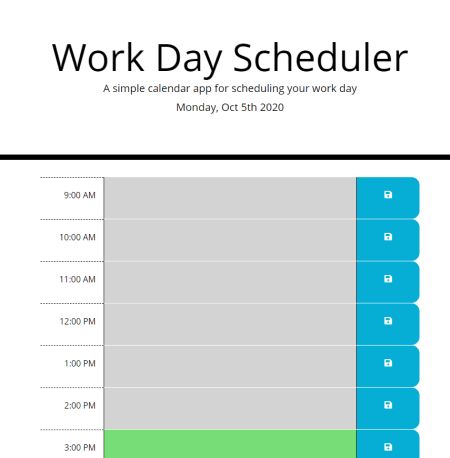 Work Day Scheduler
A simple calendar app for scheduling your work day
Monday, Oct 5th 2020
9:00 AM
10:00 AM
11:00 AM
12:00 PM
1:00 PM
2:00 PM
3:00 PM